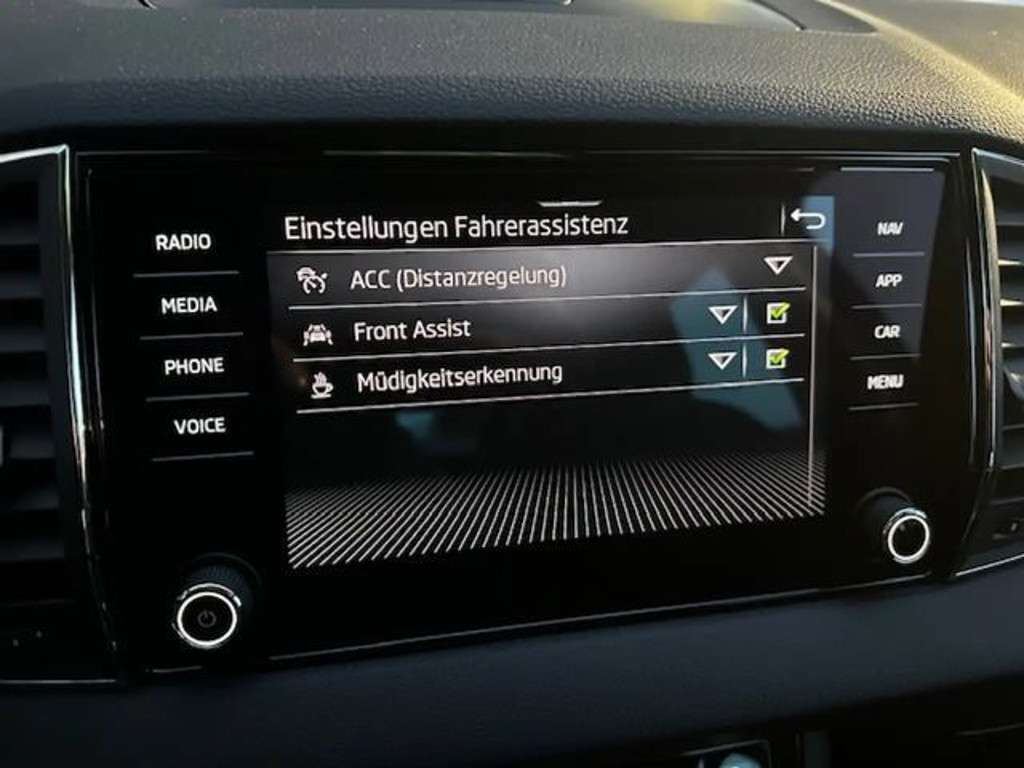 Einstellungen Fahrerassistenz
RADIO
MEDIA
PHONE
VOICE
ACC (Distanzregelung)
Front Assist
Müdigkeitserkennung
NAV
APP
CAR
MENU